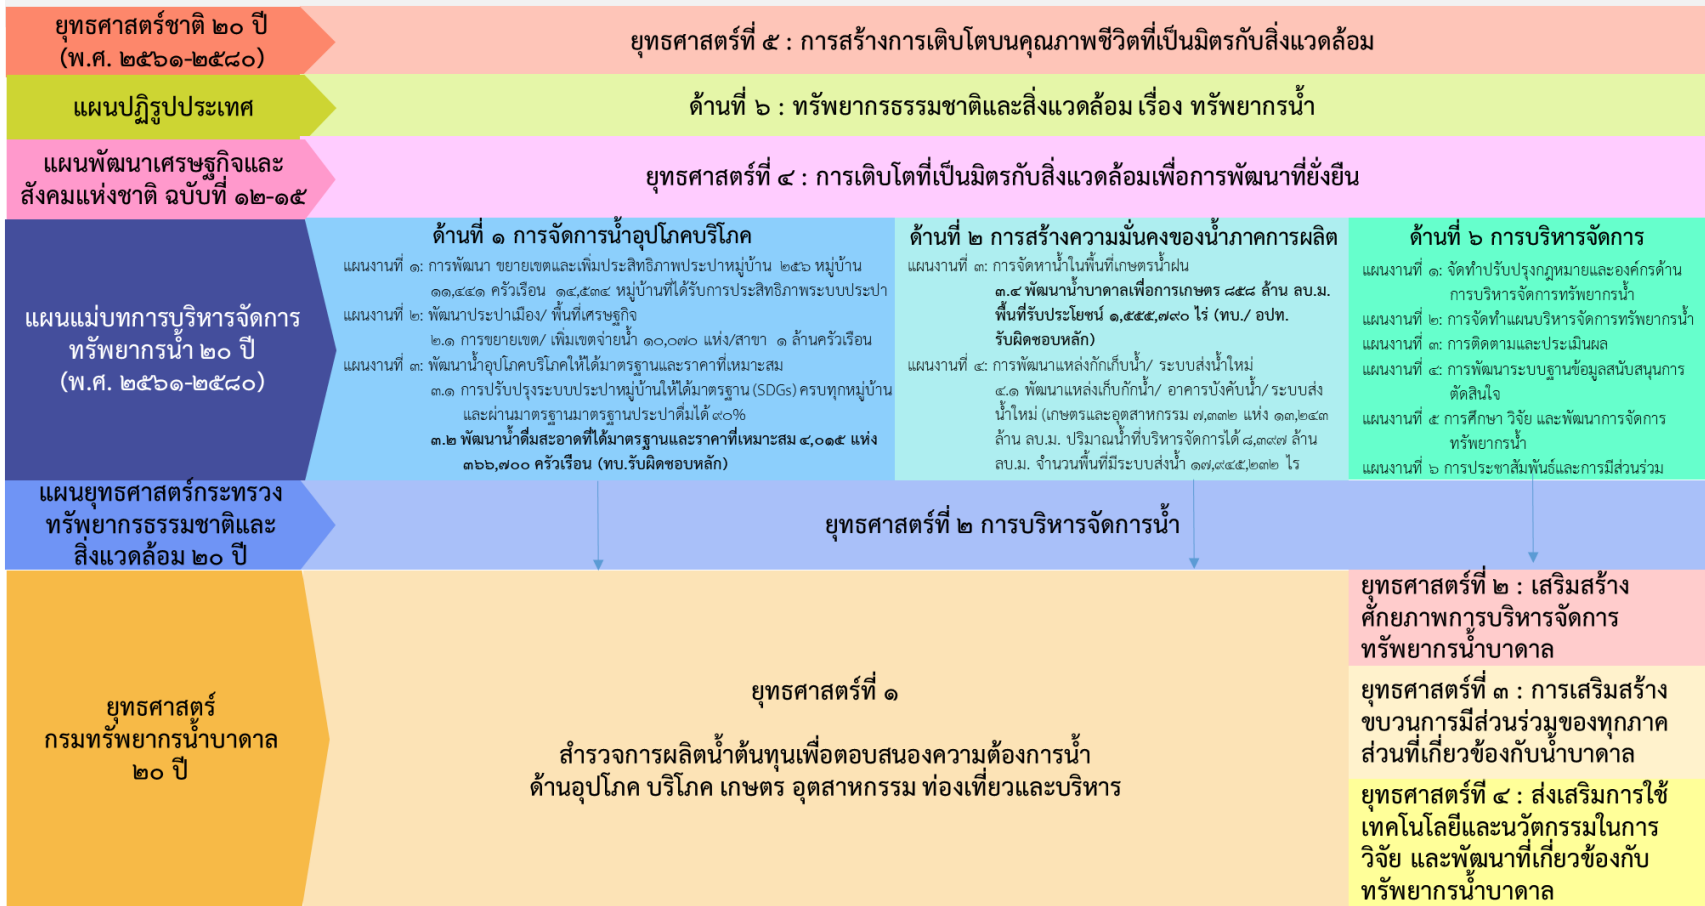 ยุทธศาสตร์ชาติ ๒๐ ปี
(พ.ศ. ๒๕๖๑-๒๕๘๐)
ยุทธศาสตร์ที่ ๕ : การสร้างการเติบโตบนคุณภาพชีวิตที่เป็นมิตรกับสิ่งแวดล้อม
แผนปฏิรูปประเทศ
ด้านที่ ๖ : ทรัพยากรธรรมชาติและสิ่งแวดล้อม เรื่อง ทรัพยากรน้ำ
แผนพัฒนาเศรษฐกิจและ
สังคมแห่งชาติ ฉบับที่ ๑๒-๑๕
ยุทธศาสตร์ที่ ๔ : การเติบโตที่เป็นมิตรกับสิ่งแวดล้อมเพื่อการพัฒนาที่ยั่งยืน
แผนแม่บทการบริหารจัดการ
ทรัพยากรน้ำ ๒๐ ปี
(พ.ศ. ๒๕๖๑-๒๕๘๐)
ด้านที่ ๑ การจัดการน้ำอุปโภคบริโภค
แผนงานที่ ๑: การพัฒนา ขยายเขตและเพิ่มประสิทธิภาพประปาหมู่บ้าน ๒๕๖ หมู่บ้าน
๑๑,๔๔๑ ครัวเรือน ๑๔,๕๓๔ หมู่บ้านที่ได้รับการประสิทธิภาพระบบประปา
แผนงานที่ ๒: พัฒนาประปาเมือง/ พื้นที่เศรษฐกิจ
๒.๑ การขยายเขต/ เพิ่มเขตจ่ายน้ำ ๑๐,๐๗๐ แห่ง/สาขา ๑ ล้านครัวเรือน
แผนงานที่ ๓: พัฒนาน้ำอุปโภคบริโภคให้ได้มาตรฐานและราคาที่เหมาะสม
๓.๑ การปรับปรุงระบบประปาหมู่บ้านให้ได้มาตรฐาน (SDGs) ครบทุกหมู่บ้าน
และผ่านมาตรฐานมาตรฐานประปาดื่มได้ ๙๐%
๓.๒ พัฒนาน้ำดื่มสะอาดที่ได้มาตรฐานและราคาที่เหมาะสม ๔,๐๑๕ แห่ง
๓๖๖,๗๐๐ ครัวเรือน (ทบ.รับผิดชอบหลัก)
ด้านที่ ๒ การสร้างความมั่นคงของน้ำภาคการผลิต
แผนงานที่ ๓: การจัดหาน้ำในพื้นที่เกษตรน้ำฝน
๓.๔ พัฒนาน้ำบาดาลเพื่อการเกษตร ๘๕๘ ล้าน ลบ.ม.
พื้นที่รับประโยชน์ ๑,๕๕๕,๗๙๐ ไร่ (ทบ./ อปท.
รับผิดชอบหลัก)
แผนงานที่ ๔: การพัฒนาแหล่งกักเก็บน้ำ/ ระบบส่งน้ำใหม่
๔.๑ พัฒนาแหล่งเก็บกักน้ำ/ อาคารบังคับน้ำ/ ระบบส่ง
น้ำใหม่ (เกษตรและอุตสาหกรรม ๗,๓๓๒ แห่ง ๑๓,๒๔๓
ล้าน ลบ.ม. ปริมาณน้ำที่บริหารจัดการได้ ๘,๓๙๗ ล้าน
ลบ.ม. จำนวนพื้นที่มีระบบส่งน้ำ ๑๗,๙๔๕,๒๓๒ ไร
ด้านที่ ๖ การบริหารจัดการ
แผนงานที่ ๑: จัดทำปรับปรุงกฎหมายและองค์กรด้าน
การบริหารจัดการทรัพยากรน้ำ
แผนงานที่ ๒: การจัดทำแผนบริหารจัดการทรัพยากรน้ำ
แผนงานที่ ๓: การติดตามและประเมินผล
แผนงานที่ ๔: การพัฒนาระบบฐานข้อมูลสนับสนุนการ
ตัดสินใจ
แผนงานที่ ๕ การศึกษา วิจัย และพัฒนาการจัดการ
ทรัพยากรน้ำ
แผนงานที่ ๖ การประชาสัมพันธ์และการมีส่วนร่วม
แผนยุทธศาสตร์กระทรวง
ทรัพยากรธรรมชาติและ
สิ่งแวดล้อม ๒๐ ปี
ยุทธศาสตร์ที่ ๒ การบริหารจัดการน้ำ
ยุทธศาสตร์
กรมทรัพยากรน้ำบาดาล
๒๐ ปี
ยุทธศาสตร์ที่ ๑
สำรวจการผลิตน้ำต้นทุนเพื่อตอบสนองความต้องการน้ำ
ด้านอุปโภค บริโภค เกษตร อุตสาหกรรม ท่องเที่ยวและบริหาร
ยุทธศาสตร์ที่ ๒ : เสริมสร้าง
ศักยภาพการบริหารจัดการ
ทรัพยากรน้ำบาดาล
ยุทธศาสตร์ที่ ๓ : การเสริมสร้าง
ขบวนการมีส่วนร่วมของทุกภาค
ส่วนที่เกี่ยวข้องกับน้ำบาดาล
ยุทธศาสตร์ที่ ๔ : ส่งเสริมการใช้
เทคโนโลยีและนวัตกรรมในการ
วิจัย และพัฒนาที่เกี่ยวข้องกับ
ทรัพยากรน้ำบาดาล